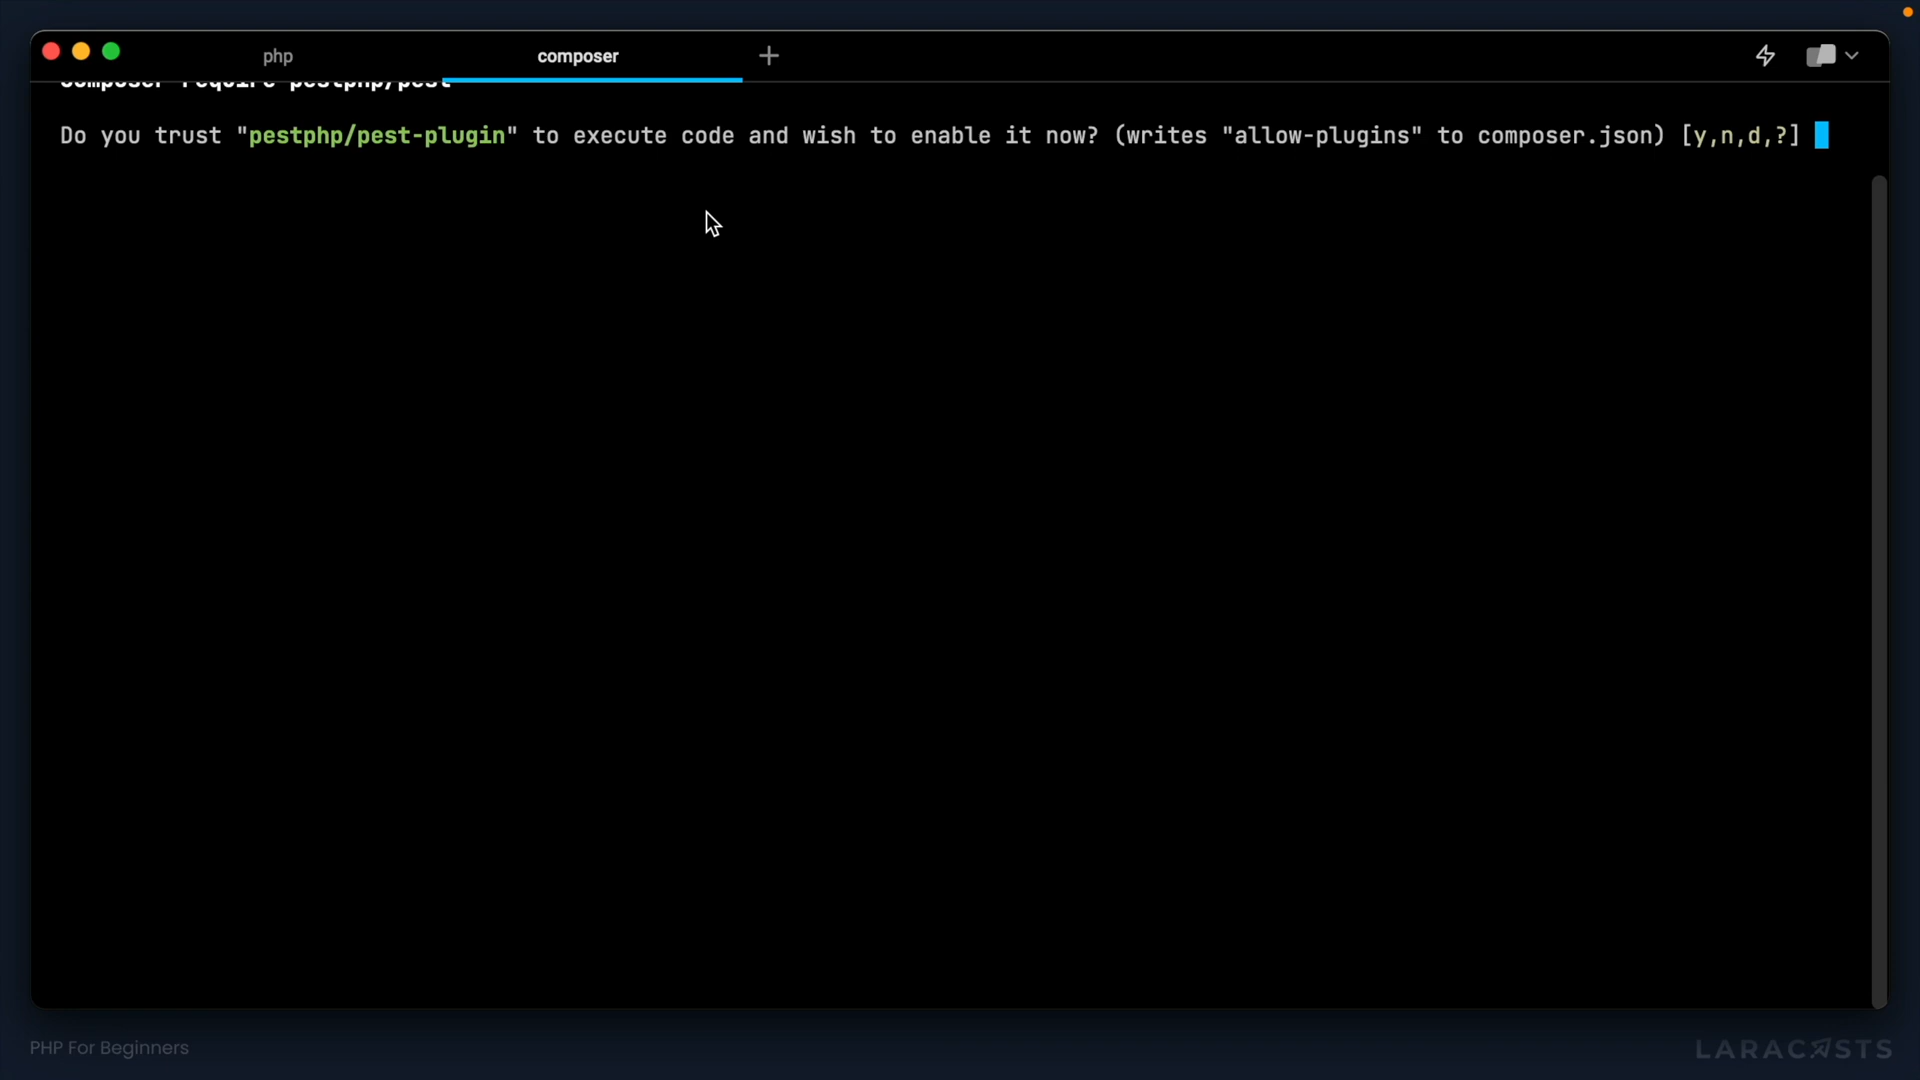 php
composer
composer require pestphp/pest
Do you trust "pestphp/pest-plugin" to execute code and wish to enable it now? (writes "allow-plugins" to composer.json) [y,n,d,?]
PHP For Beginners
LARACASTS